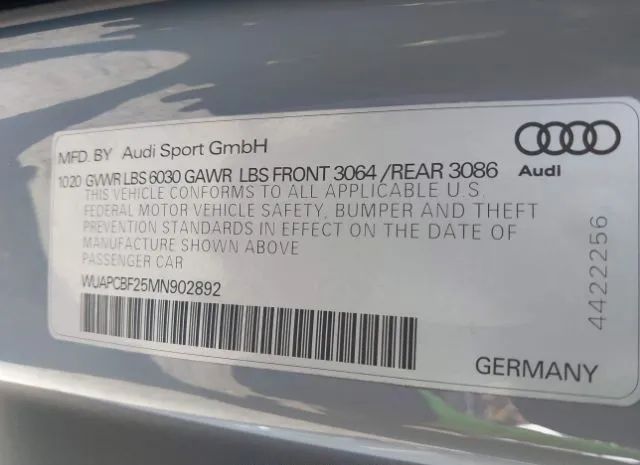 MFD. BY Audi Sport GmbH
1020 GVWR LBS 6030 GAWR LBS FRONT 3064 /REAR 3086
THIS VEHICLE CONFORMS TO ALL APPLICABLE U.S.
FEDERAL MOTOR VEHICLE SAFETY, BUMPER AND THEFT
PREVENTION STANDARDS IN EFFECT ON THE DATE OF
MANUFACTURE SHOWN ABOVE
PASSENGER CAR
WUAPCBF25MN902892
Audi
4422256
GERMANY